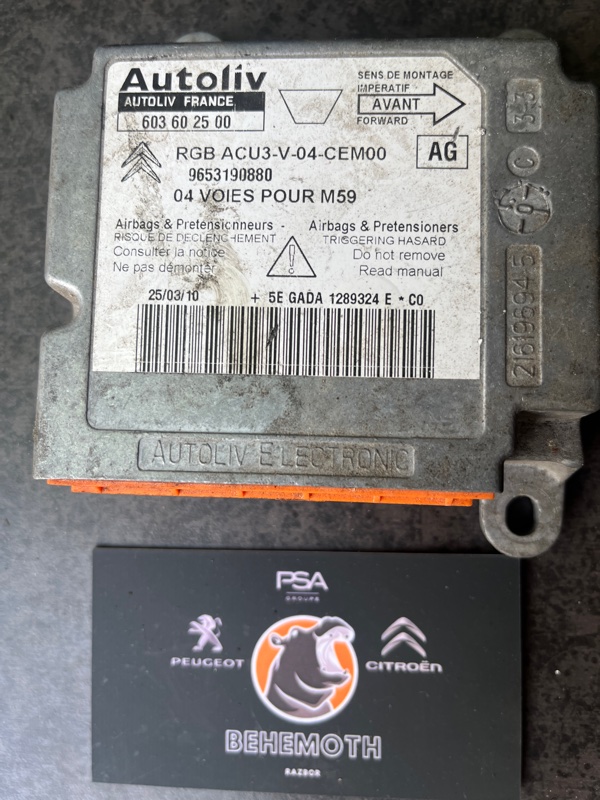 Autoliv
AUTOLIV FRANCE
603 60 25 00
SENS DE MONTAGE
IMPERATIF
AVANT
FORWARD
RGB ACU3-V-04-CEM00
AG
9653190880
04 VOIES POUR M59
Airbags & Pretensionneurs -
RISQUE DE DECLENCHEMENT
Consulter la notice
Ne pas démonter
Airbags & Pretensioners
TRIGGERING HASARD
Do not remove
Read manual
25/03/10 + 5E GADA 1289324 E * C0
AUTOLIV ELECTRONIC
33
C
21619694-5
PSA
GROUPE
PEUGEOT
CITROËN
BEHEMOTH
RAZBOR